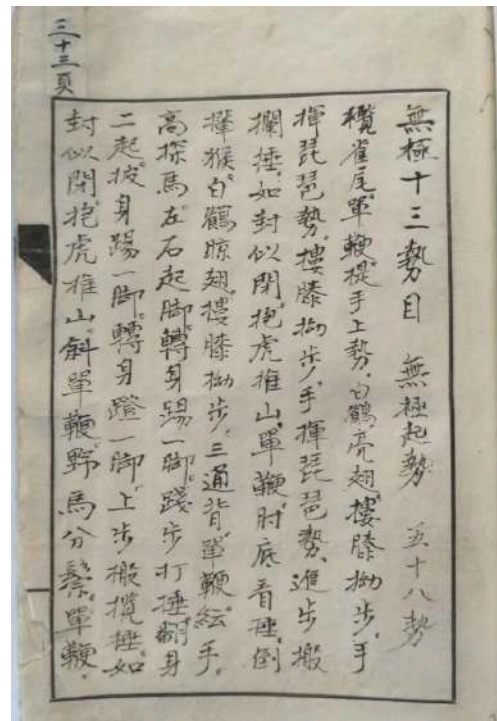 三十三頁
無極十三勢目 無極起勢 五十八勢
欖雀尾。單鞭。提手上勢。白鶴亮翅。摟膝拗步。手
揮琵琶勢。摟膝拗步。手揮琵琶勢。進步搬
攔捶。如封似閉。抱虎推山。單鞭。肘底看捶。倒
攆猴。白鶴晾翅。摟膝拗步。三通背。單鞭。紜手。
高探馬。左右起脚。轉身踢一脚。踐步打捶。翻身
二起。披身踢一脚。轉身蹬一脚。上步搬攬捶。如
封似閉。抱虎推山。斜單鞭。野馬分鬃。單鞭。